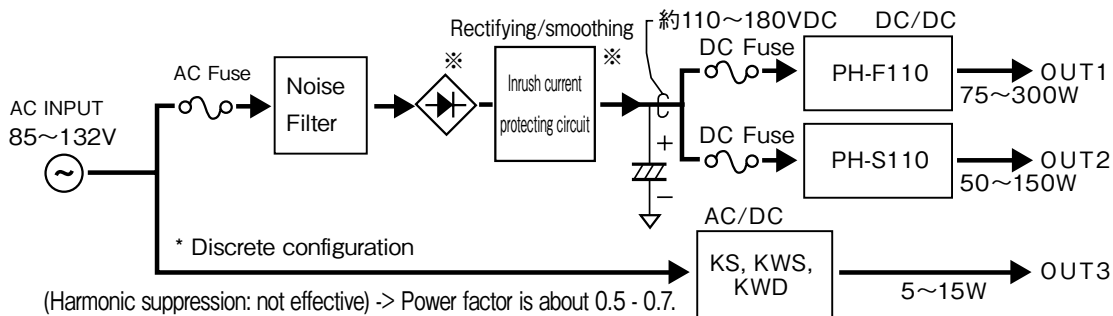 Rectifying/smoothing
約110～180VDC
DC/DC
AC Fuse
※
※
DC Fuse
Noise
Filter
Inrush current
protecting circuit
PH-F110
OUT1
75～300W
AC INPUT
85～132V
~
+
−
DC Fuse
PH-S110
OUT2
50～150W
AC/DC
* Discrete configuration
KS, KWS,
KWD
OUT3
5～15W
(Harmonic suppression: not effective) -> Power factor is about 0.5 - 0.7.